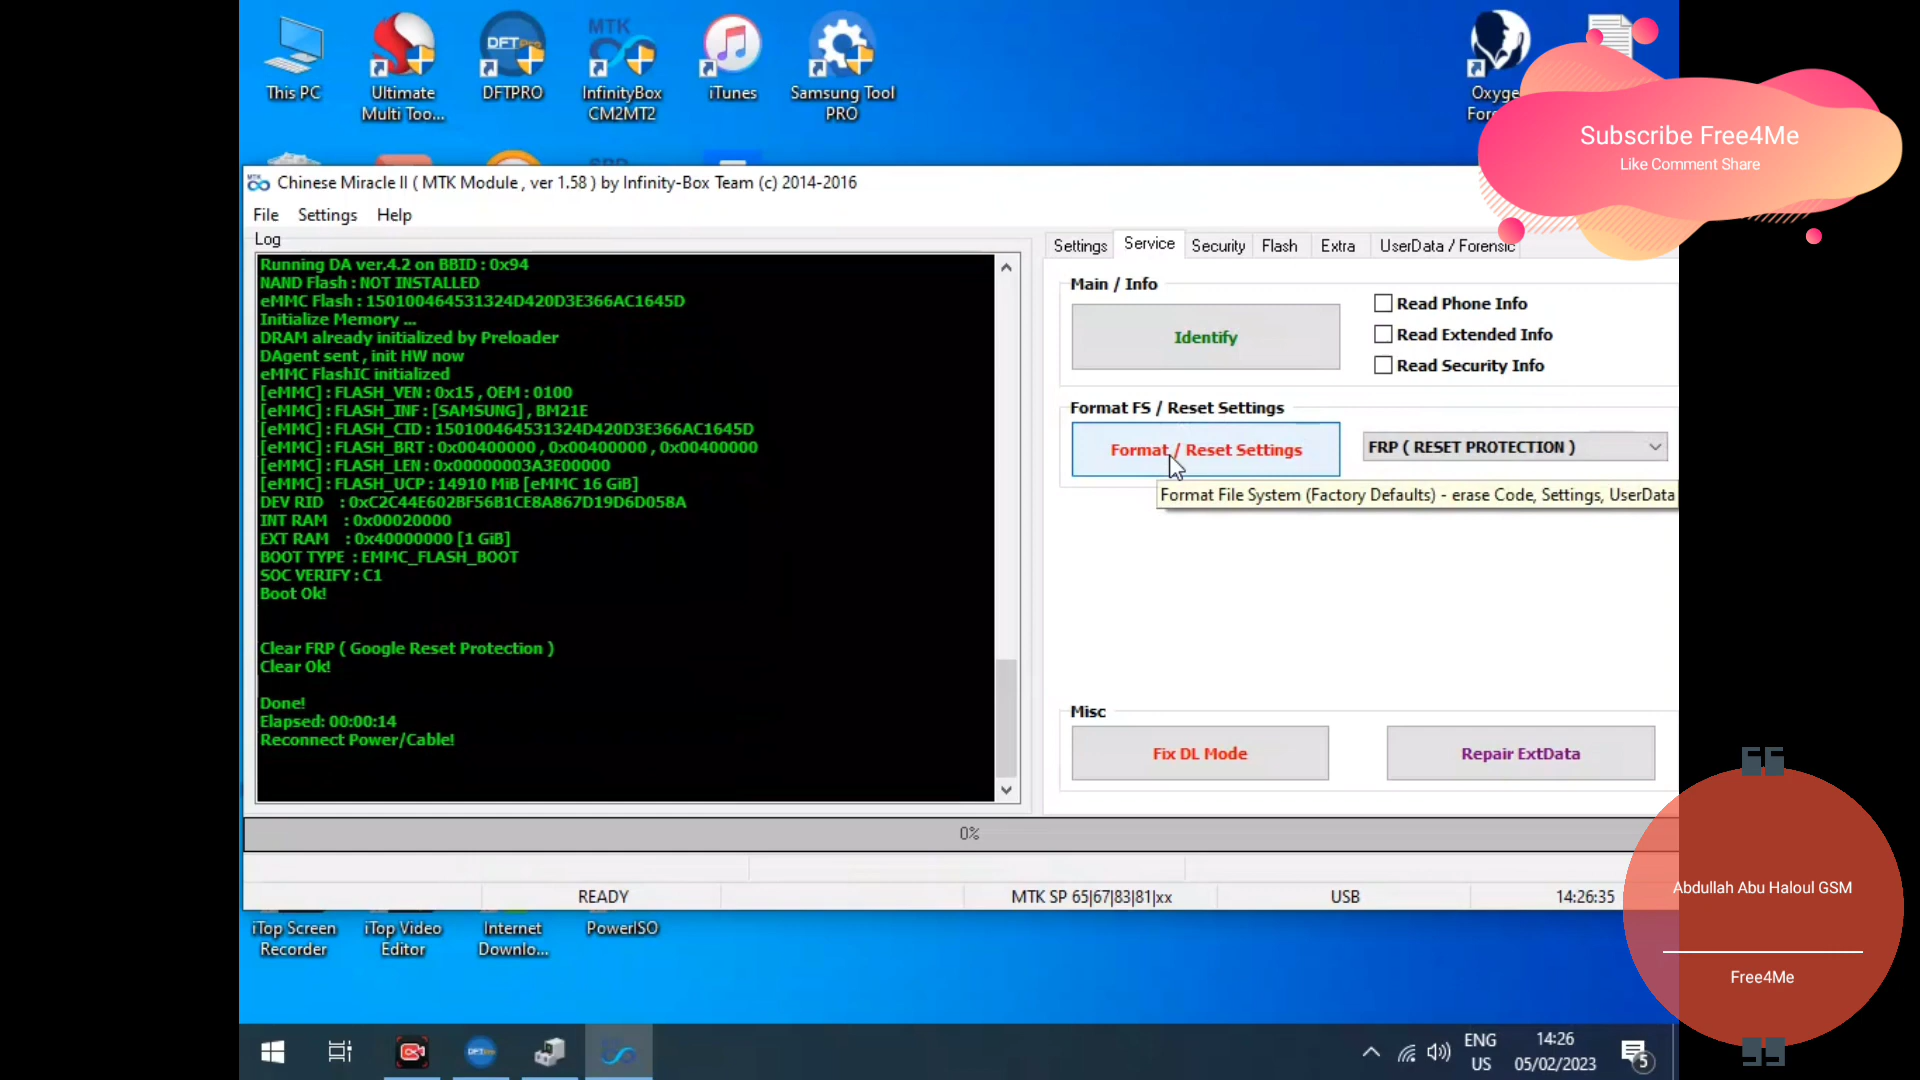 This PC
Ultimate
Multi Too...
DFT Pro
DFTPRO
MTK
InfinityBox
CM2MT2
iTunes
Samsung Tool
PRO
Oxyge
For
Subscribe Free4Me
Like Comment Share
Chinese Miracle II ( MTK Module , ver 1.58 ) by Infinity-Box Team (c) 2014-2016
File Settings Help
Log
Running DA ver.4.2 on BBID : 0x94
NAND Flash : NOT INSTALLED
eMMC Flash : 150100464531324D420D3E366AC1645D
Initialize Memory ...
DRAM already initialized by Preloader
DAgent sent , init HW now
eMMC FlashIC initialized
[eMMC] : FLASH_VEN : 0x15 , OEM : 0100
[eMMC] : FLASH_INF : [SAMSUNG] , BM21E
[eMMC] : FLASH_CID : 150100464531324D420D3E366AC1645D
[eMMC] : FLASH_BRT : 0x00400000 , 0x00400000 , 0x00400000
[eMMC] : FLASH_LEN : 0x00000003A3E00000
[eMMC] : FLASH_UCP : 14910 MiB [eMMC 16 GiB]
DEV RID : 0xC2C44E602BF56B1CE8A867D19D6D058A
INT RAM : 0x00020000
EXT RAM : 0x40000000 [1 GiB]
BOOT TYPE : EMMC_FLASH_BOOT
SOC VERIFY : C1
Boot Ok!
Clear FRP ( Google Reset Protection )
Clear Ok!
Done!
Elapsed: 00:00:14
Reconnect Power/Cable!
Settings Service Security Flash Extra UserData / Forensic
Main / Info
Identify
Read Phone Info
Read Extended Info
Read Security Info
Format FS / Reset Settings
Format / Reset Settings
FRP ( RESET PROTECTION )
Format File System (Factory Defaults) - erase Code, Settings, UserData
Misc
Fix DL Mode
Repair ExtData
0%
READY
MTK SP 65|67|83|81|xx
USB
14:26:35
iTop Screen
Recorder
iTop Video
Editor
Internet
Downlo...
PowerISO
Abdullah Abu Haloul GSM
Free4Me
ENG
US
14:26
05/02/2023
5